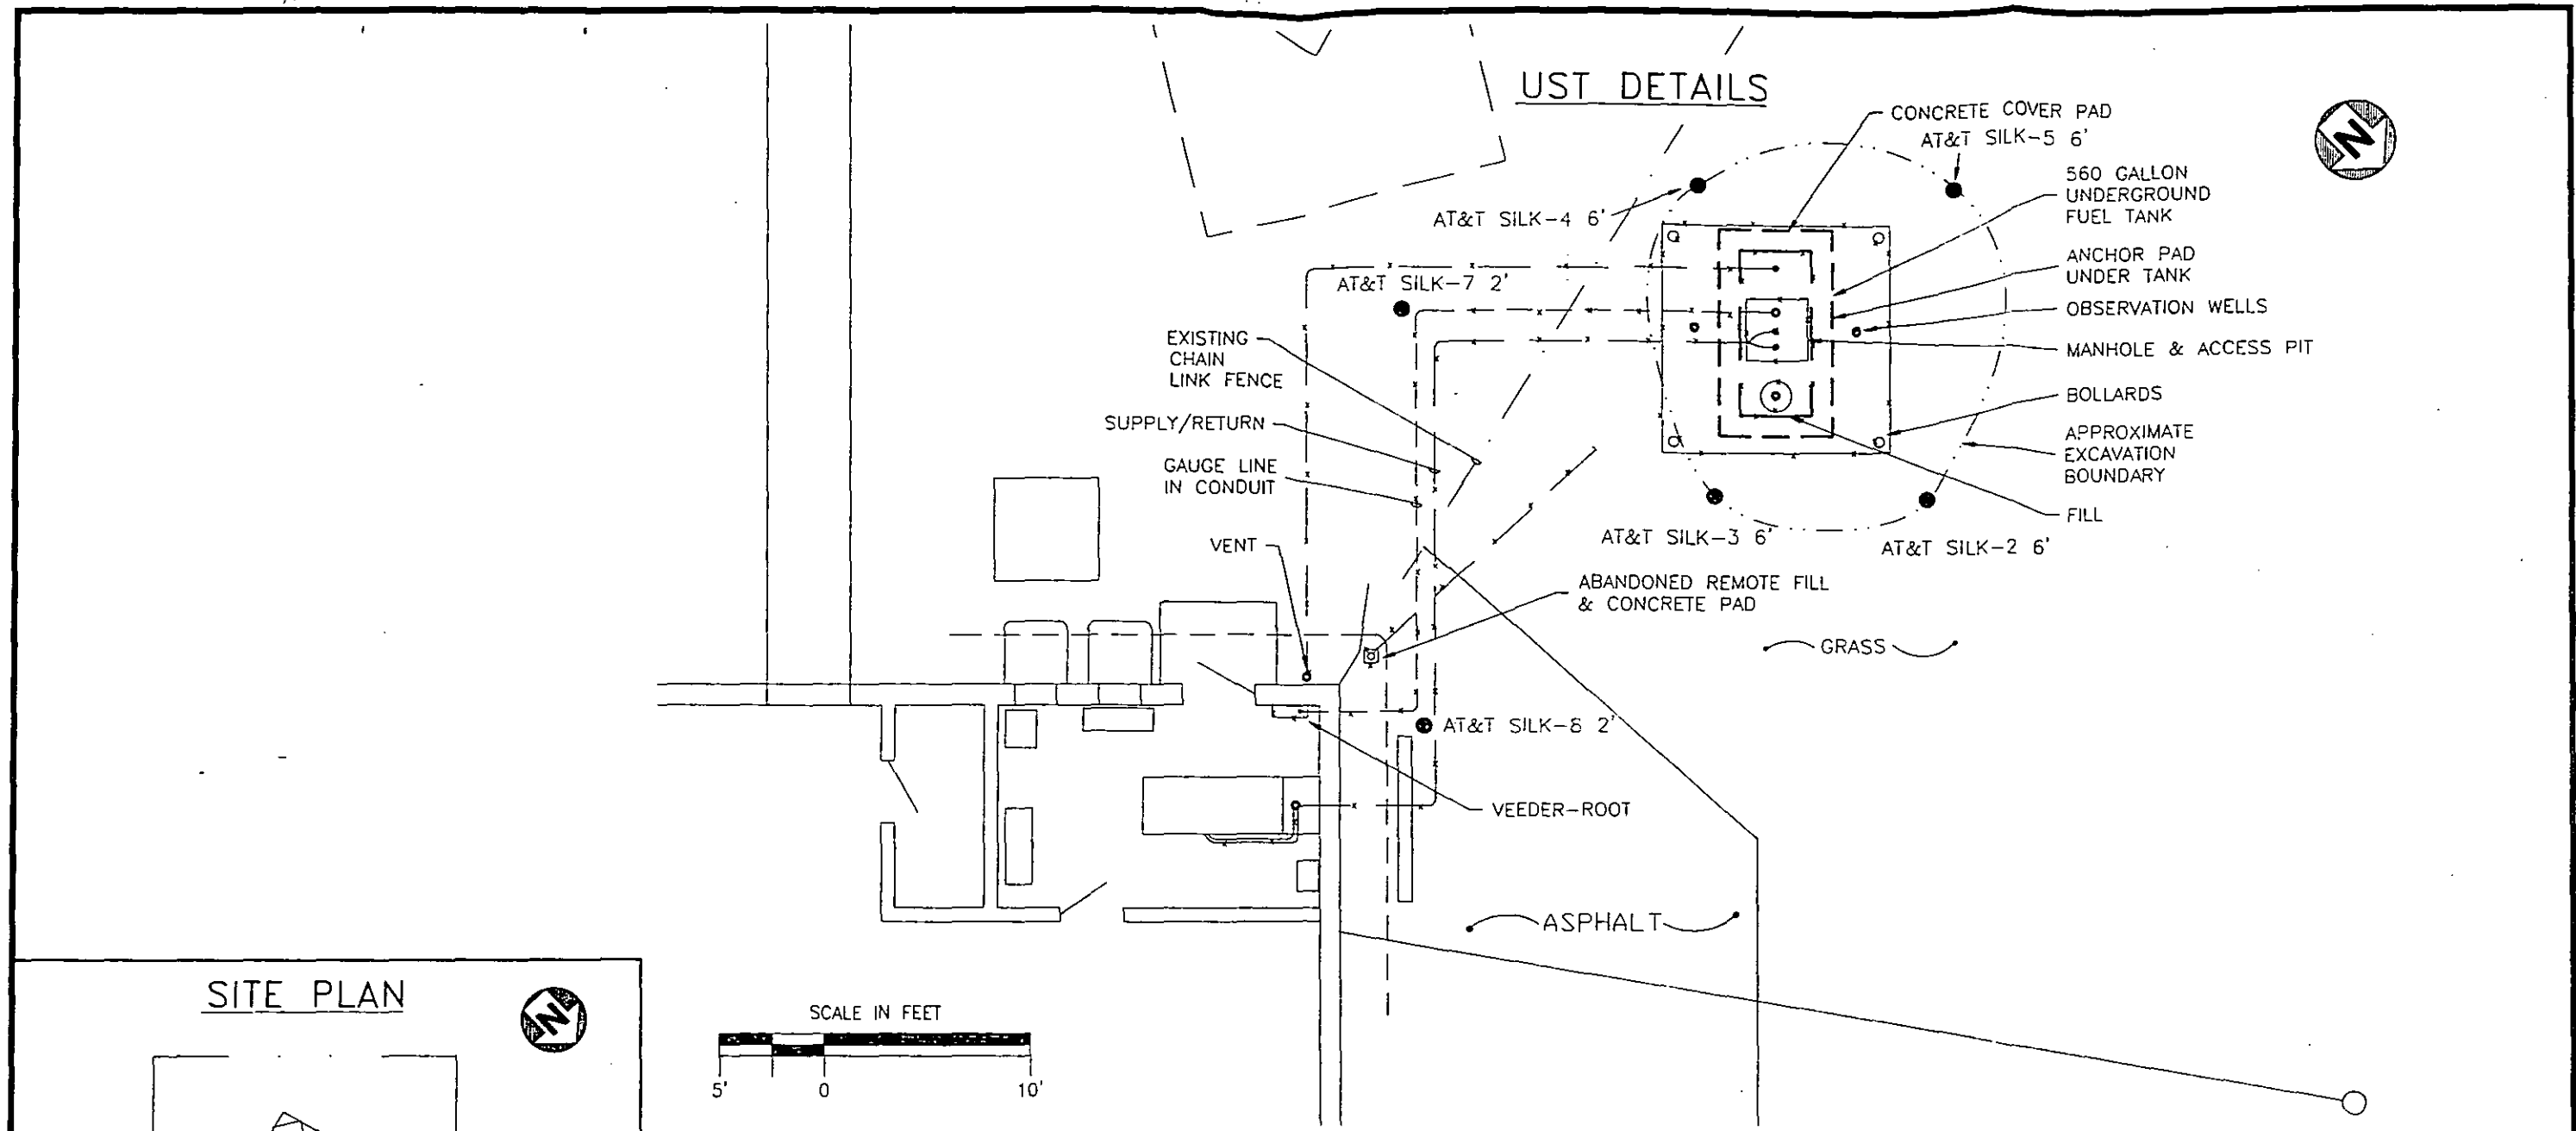 UST DETAILS
N
CONCRETE COVER PAD
AT&T SILK-5 6'
560 GALLON
UNDERGROUND
FUEL TANK
AT&T SILK-4 6'
ANCHOR PAD
UNDER TANK
AT&T SILK-7 2'
OBSERVATION WELLS
EXISTING
CHAIN
LINK FENCE
MANHOLE & ACCESS PIT
BOLLARDS
SUPPLY/RETURN
APPROXIMATE
EXCAVATION
BOUNDARY
GAUGE LINE
IN CONDUIT
FILL
VENT
AT&T SILK-3 6'
AT&T SILK-2 6'
ABANDONED REMOTE FILL
& CONCRETE PAD
GRASS
AT&T SILK-8 2'
VEEDER-ROOT
ASPHALT
SITE PLAN
N
SCALE IN FEET
5' 0 10'